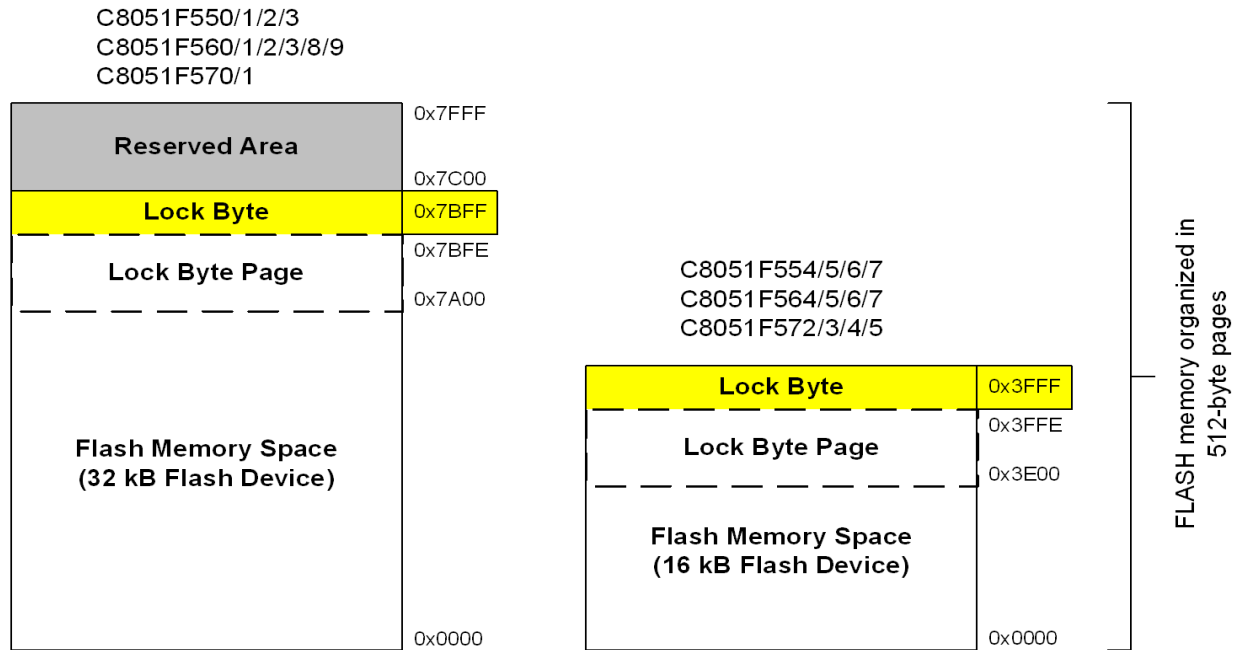 C8051F550/1/2/3
C8051F560/1/2/3/8/9
C8051F570/1
0x7FFF
Reserved Area
0x7C00
Lock Byte
0x7BFF
0x7BFE
Lock Byte Page
0x7A00
Flash Memory Space
(32 kB Flash Device)
0x0000
C8051F554/5/6/7
C8051F564/5/6/7
C8051F572/3/4/5
Lock Byte
0x3FFF
0x3FFE
Lock Byte Page
0x3E00
Flash Memory Space
(16 kB Flash Device)
0x0000
FLASH memory organized in
512-byte pages